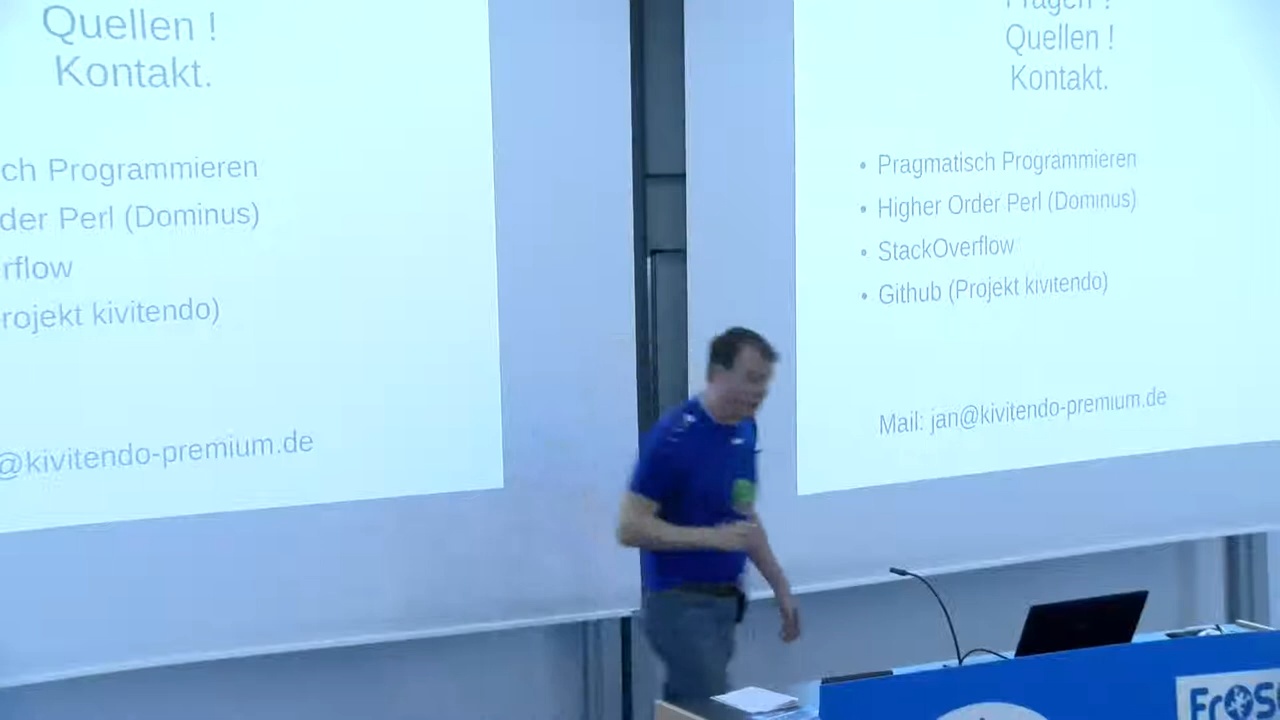 Quellen !
Kontakt.
ch Programmieren
der Perl (Dominus)
rflow
rojekt kivitendo)
@kivitendo-premium.de
Fragen !
Quellen !
Kontakt.
• Pragmatisch Programmieren
• Higher Order Perl (Dominus)
• StackOverflow
• Github (Projekt kivitendo)
Mail: jan@kivitendo-premium.de
FrOS